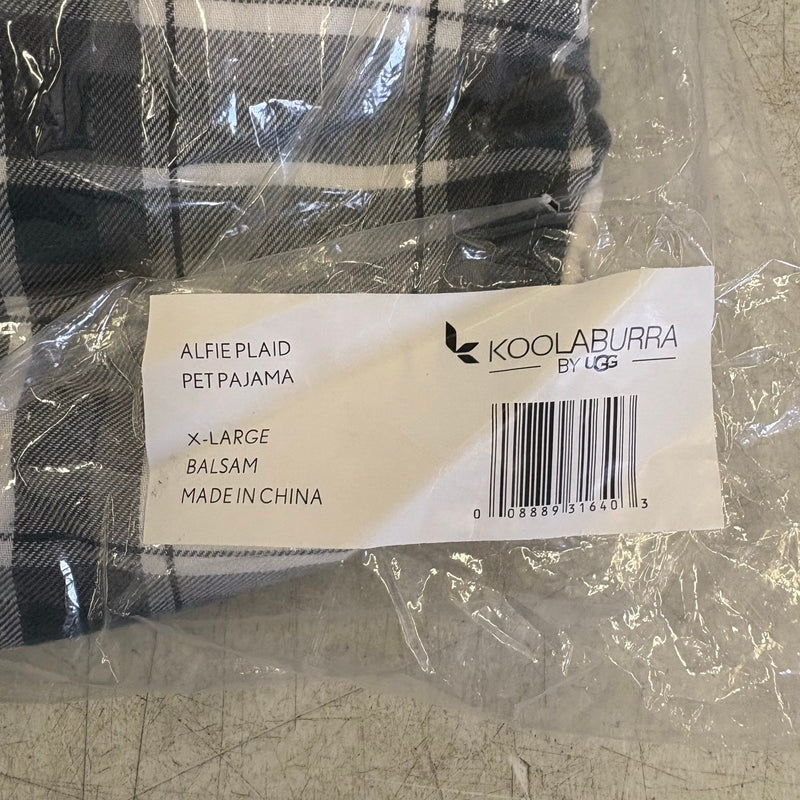 ALFIE PLAID
PET PAJAMA
X-LARGE
BALSAM
MADE IN CHINA
KOOLABURRA
BY UGG
0 08889 31640 3